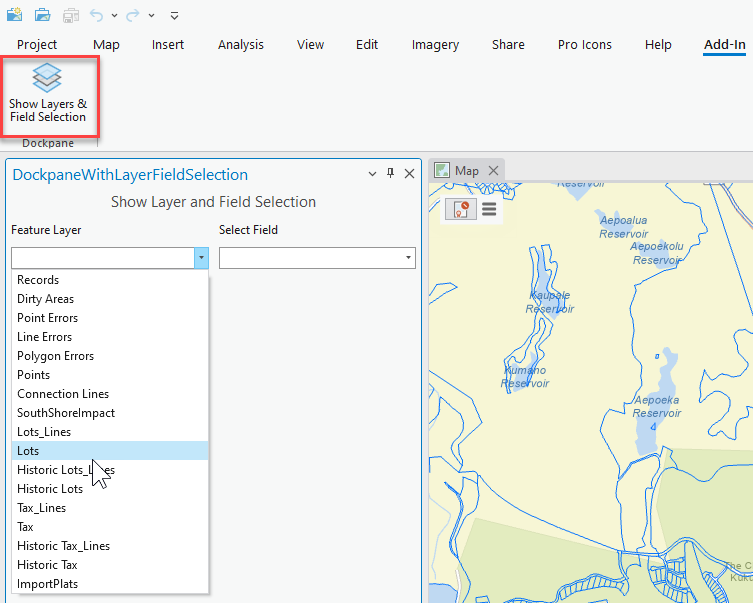 Project Map Insert Analysis View Edit Imagery Share Pro Icons Help Add-In
Show Layers &
Field Selection
Dockpane
DockpaneWithLayerFieldSelection
Show Layer and Field Selection
Feature Layer Select Field
Records
Dirty Areas
Point Errors
Line Errors
Polygon Errors
Points
Connection Lines
SouthShoreImpact
Lots_Lines
Lots
Historic Lots_Lines
Historic Lots
Tax_Lines
Tax
Historic Tax_Lines
Historic Tax
ImportPlats
Map
Reservoir
Aepoalua
Reservoir
Aepoekolu
Reservoir
Kaupale
Reservoir
Kumano
Reservoir
Aepoeka
Reservoir
The C
Kuku